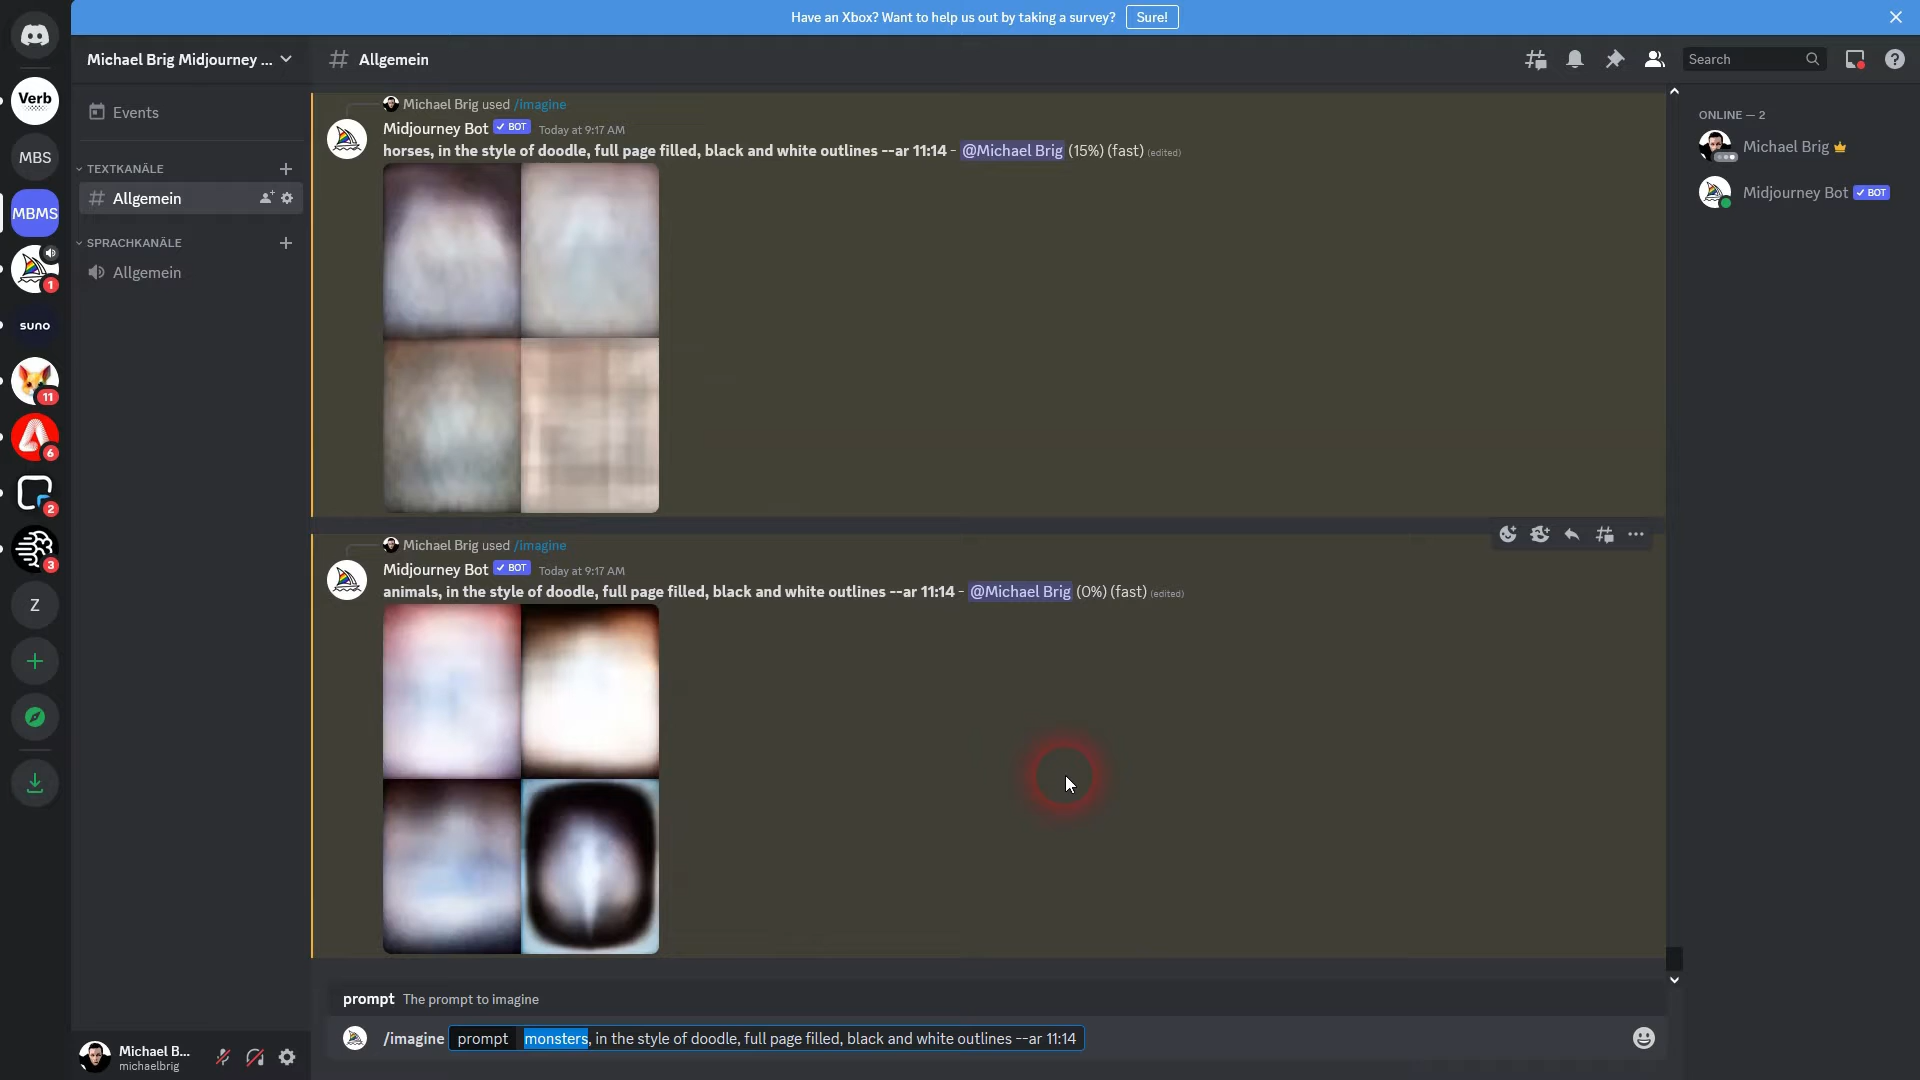 Have an Xbox? Want to help us out by taking a survey? Sure!
Michael Brig Midjourney ...
Allgemein
Search
Verb
MBS
MBMS
1
suno
11
6
2
3
Z
Events
TEXTKANÄLE
Allgemein
SPRACHKANÄLE
Allgemein
Michael Brig used /imagine
Midjourney Bot BOT Today at 9:17 AM
horses, in the style of doodle, full page filled, black and white outlines --ar 11:14 - @Michael Brig (15%) (fast) (edited)
Michael Brig used /imagine
Midjourney Bot BOT Today at 9:17 AM
animals, in the style of doodle, full page filled, black and white outlines --ar 11:14 - @Michael Brig (0%) (fast) (edited)
prompt The prompt to imagine
/imagine prompt monsters, in the style of doodle, full page filled, black and white outlines --ar 11:14
ONLINE — 2
Michael Brig
Midjourney Bot BOT
Michael B...
michaelbrig